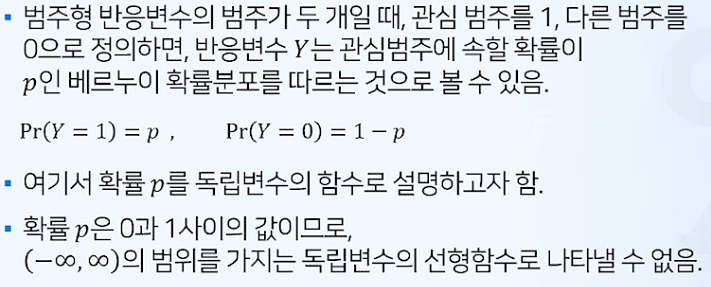 ▪ 범주형 반응변수의 범주가 두 개일 때, 관심 범주를 1, 다른 범주를
0으로 정의하면, 반응변수 Y는 관심범주에 속할 확률이
p인 베르누이 확률분포를 따르는 것으로 볼 수 있음.
Pr(Y = 1) = p , Pr(Y = 0) = 1 − p
▪ 여기서 확률 p를 독립변수의 함수로 설명하고자 함.
▪ 확률 p은 0과 1사이의 값이므로,
(−∞, ∞)의 범위를 가지는 독립변수의 선형함수로 나타낼 수 없음.